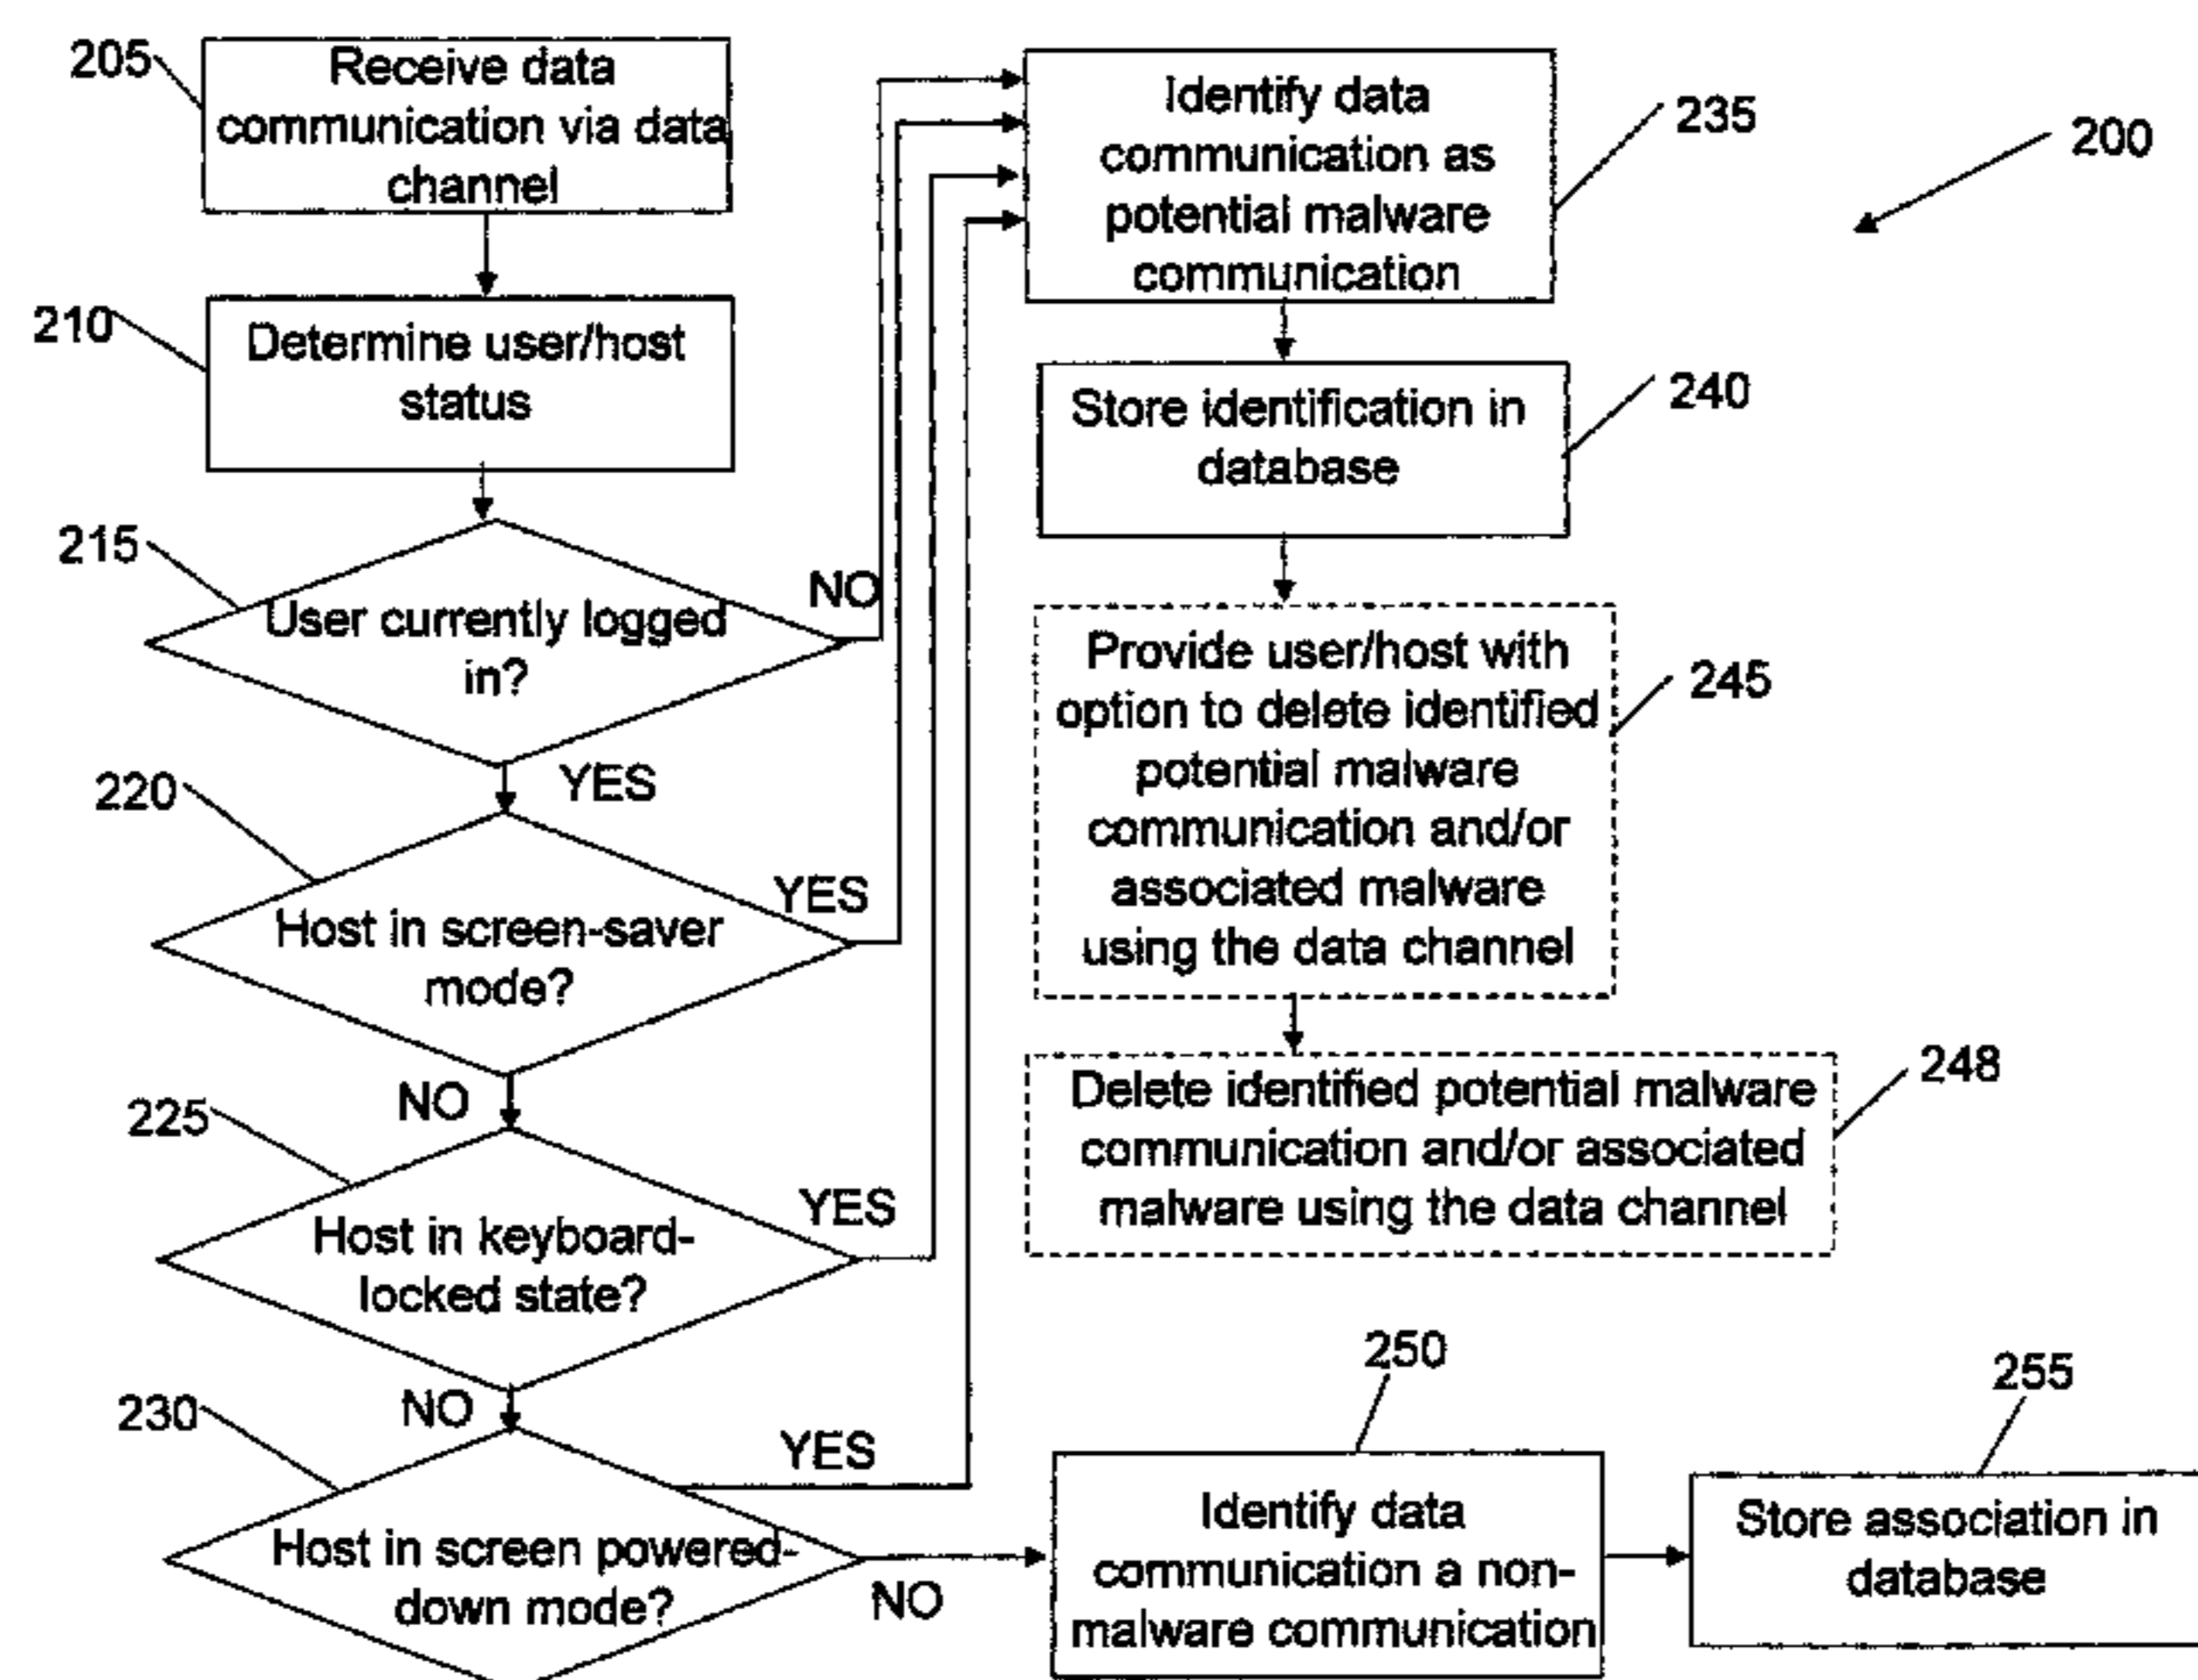 205
Receive data
communication via data
channel
210
Determine user/host
status
215
User currently logged
in?
NO
YES
220
Host in screen-saver
mode?
YES
NO
225
Host in keyboard-
locked state?
YES
NO
230
Host in screen powered-
down mode?
YES
NO
Identify data
communication as
potential malware
communication
235
200
Store identification in
database
240
Provide user/host with
option to delete identified
potential malware
communication and/or
associated malware
using the data channel
245
Delete identified potential malware
communication and/or associated
malware using the data channel
248
250
Identify data
communication a non-
malware communication
255
Store association in
database